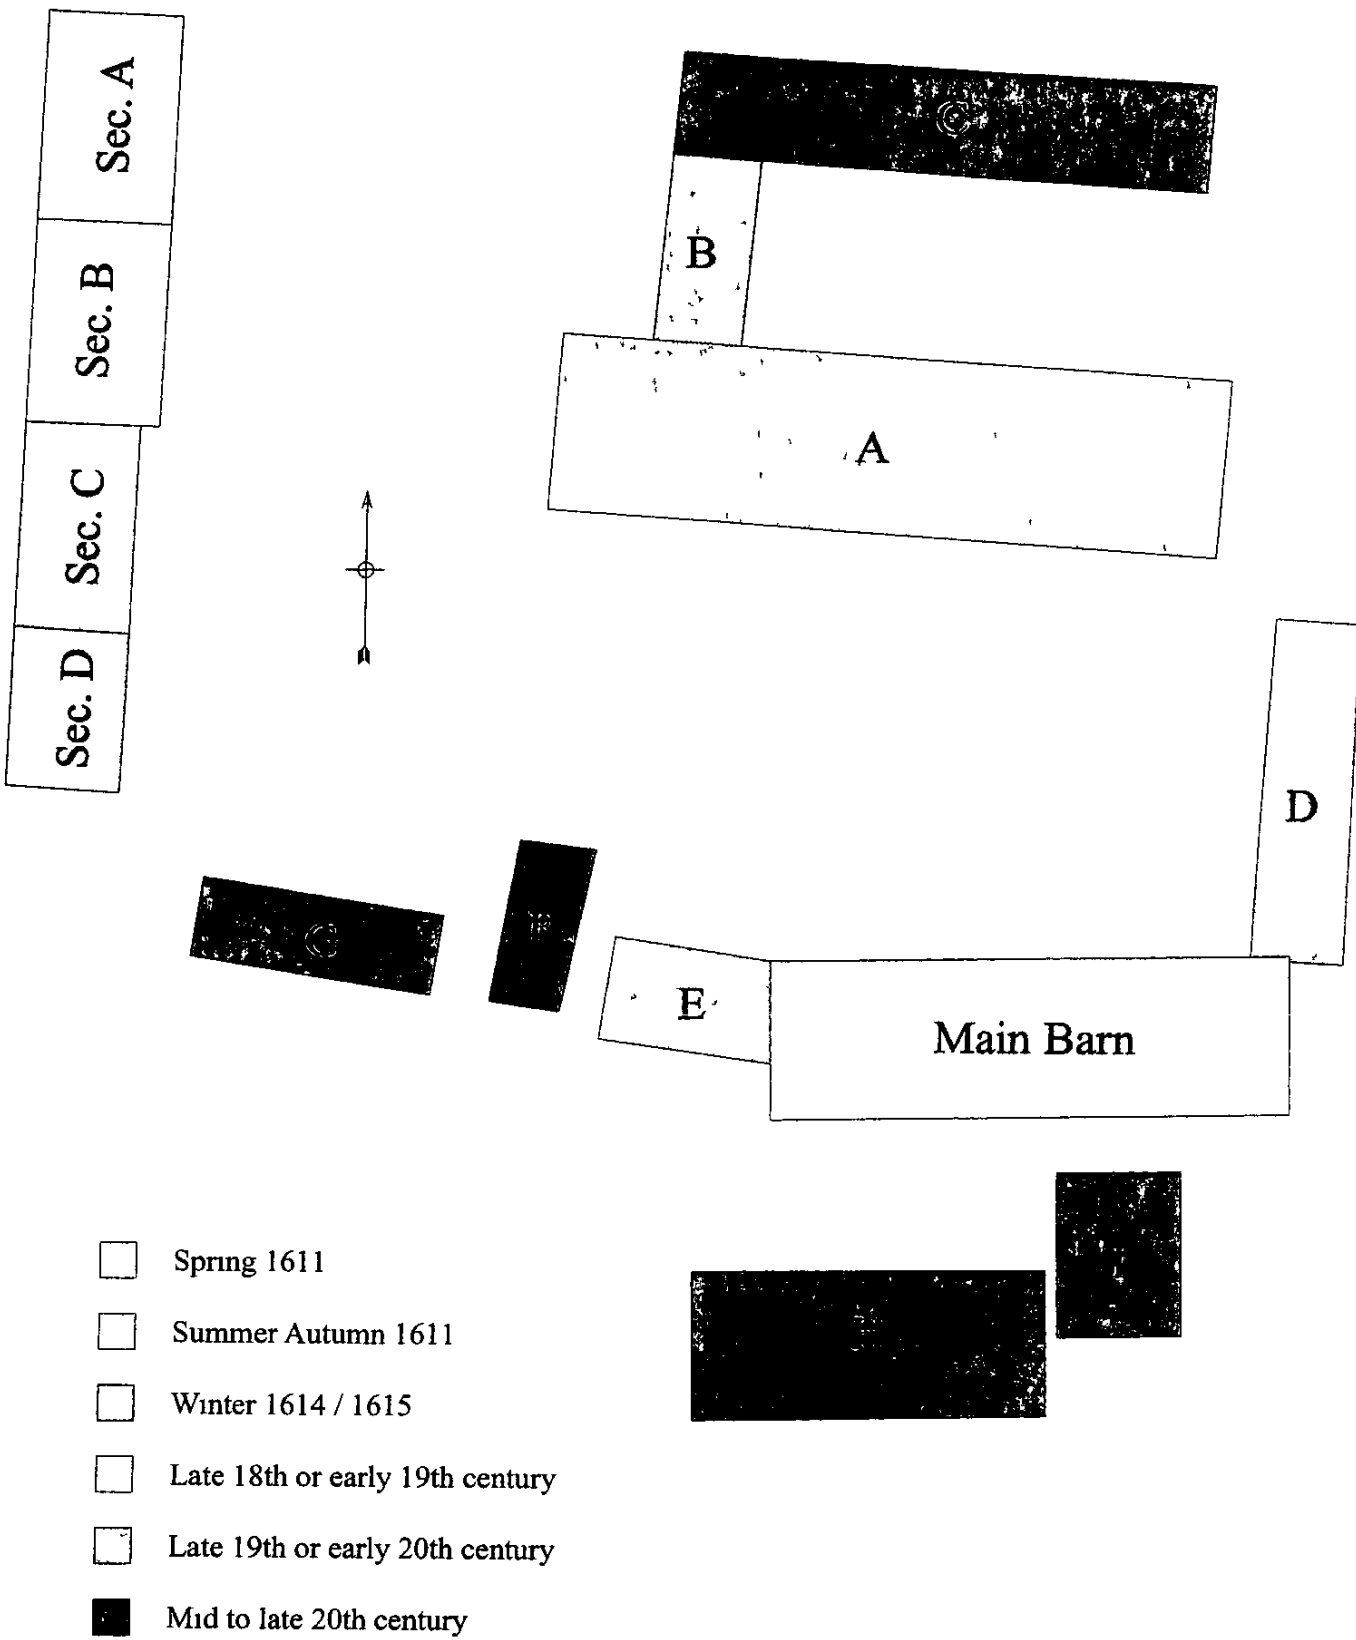 Sec. A
Sec. B
Sec. C
Sec. D
C
B
A
D
E
Main Barn
Spring 1611
Summer Autumn 1611
Winter 1614 / 1615
Late 18th or early 19th century
Late 19th or early 20th century
Mid to late 20th century